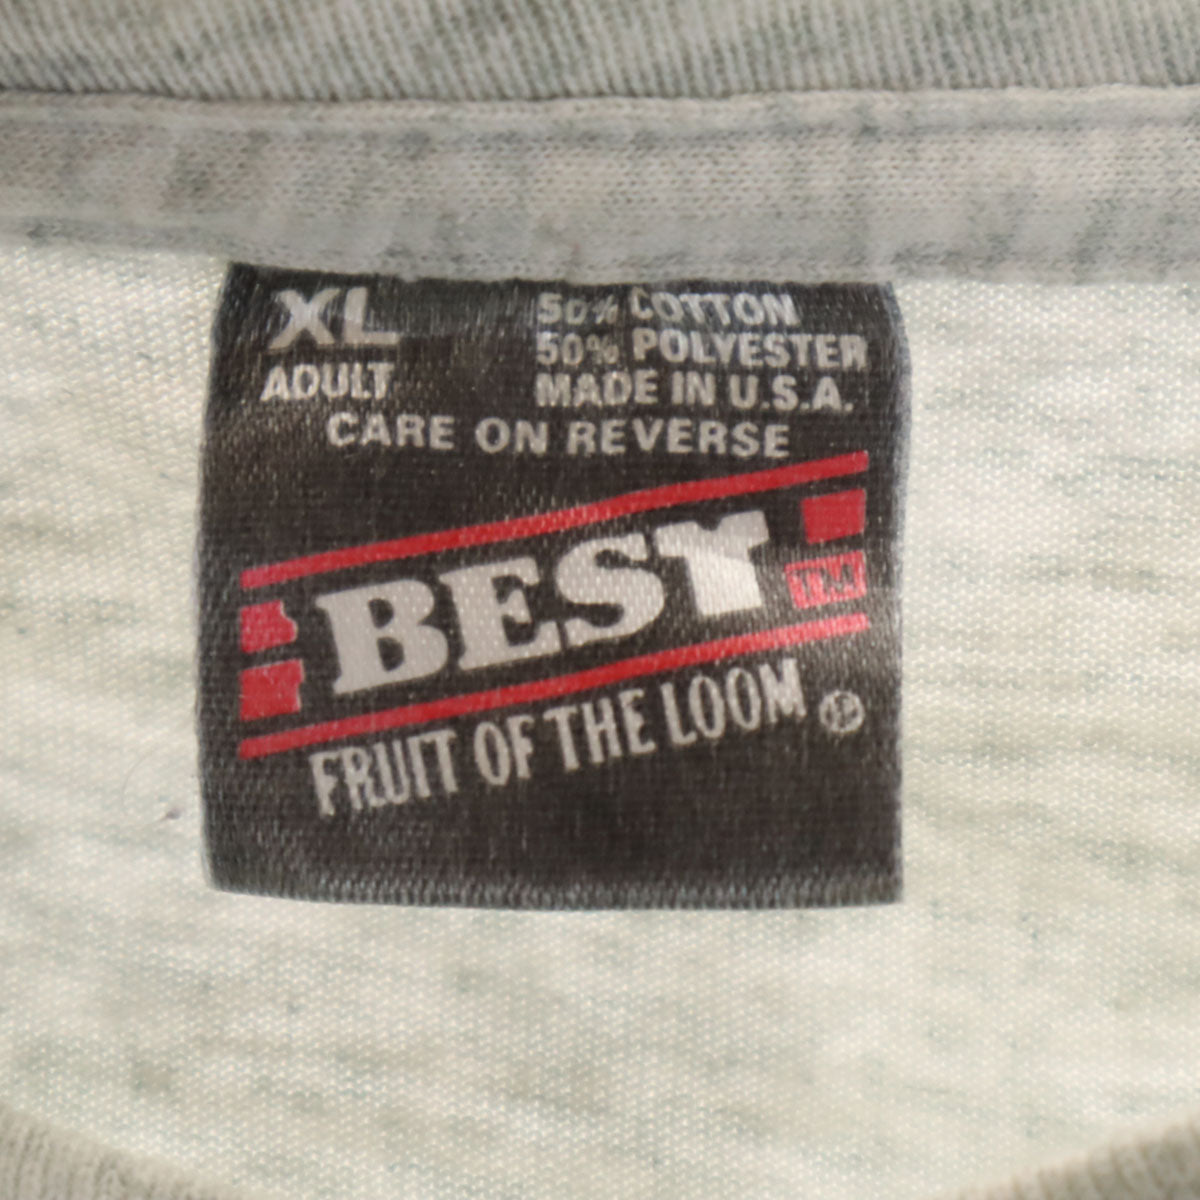 XL
ADULT
50% COTTON
50% POLYESTER
MADE IN U.S.A.
CARE ON REVERSE
BEST
TM
FRUIT OF THE LOOM ®